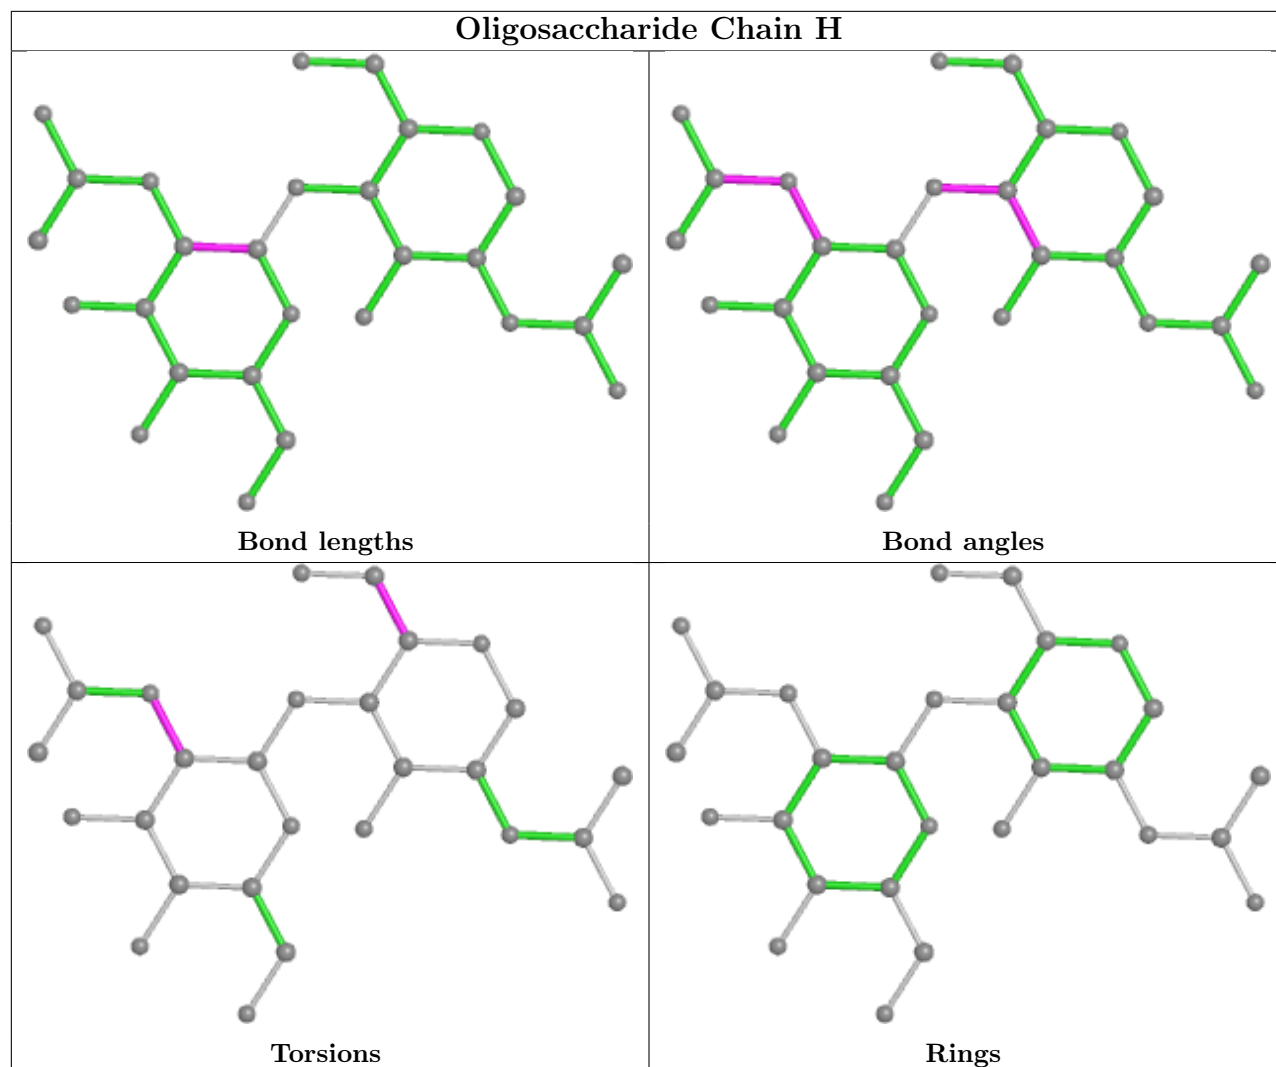 Oligosaccharide Chain H
Bond lengths
Bond angles
Torsions
Rings